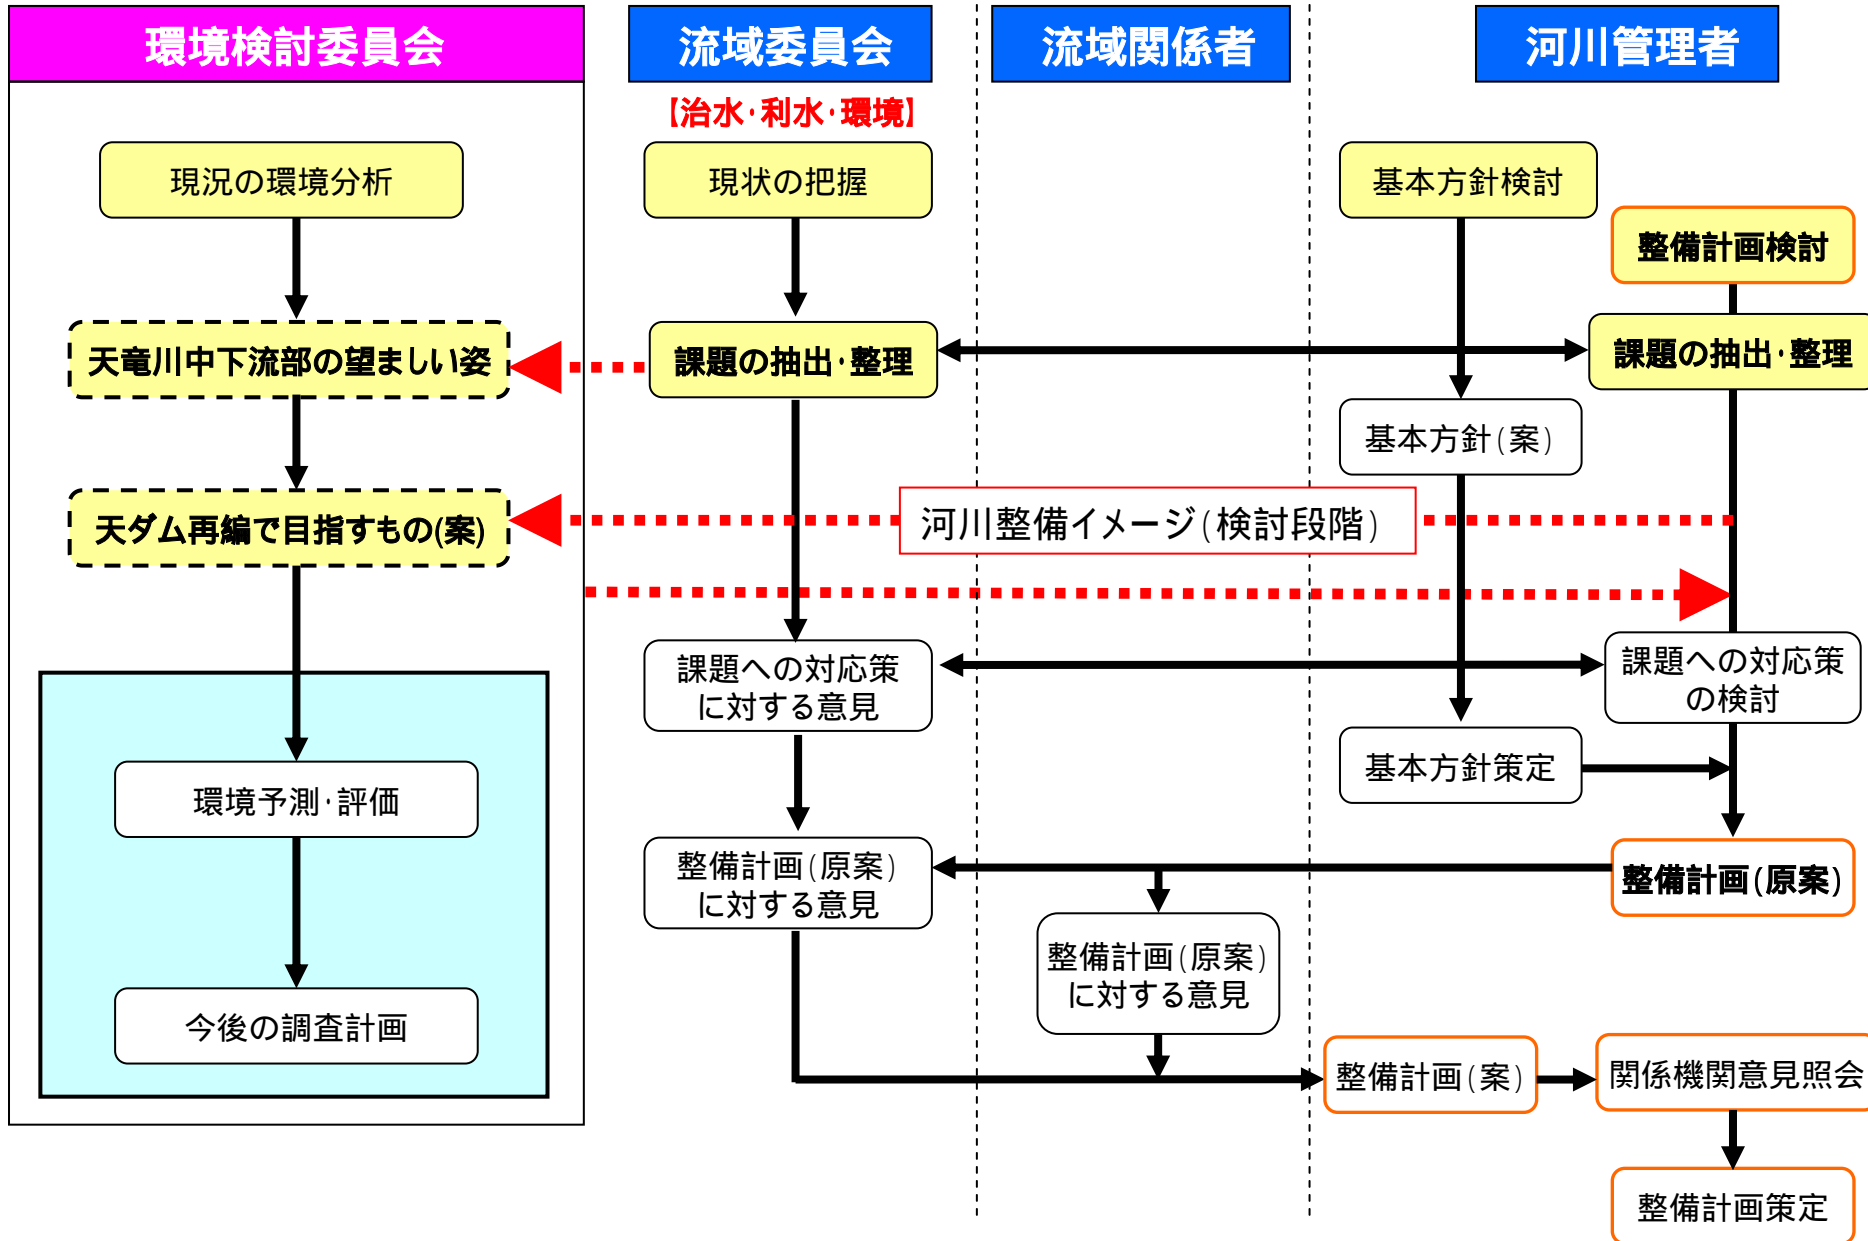 環境検討委員会
流域委員会
流域関係者
河川管理者
【治水・利水・環境】
現況の環境分析
現状の把握
基本方針検討
整備計画検討
天竜川中下流部の望ましい姿
課題の抽出・整理
課題の抽出・整理
基本方針(案)
天ダム再編で目指すもの(案)
河川整備イメージ(検討段階)
課題への対応策
に対する意見
課題への対応策
の検討
基本方針策定
環境予測・評価
整備計画(原案)
に対する意見
整備計画(原案)
整備計画(原案)
に対する意見
今後の調査計画
整備計画(案)
関係機関意見照会
整備計画策定